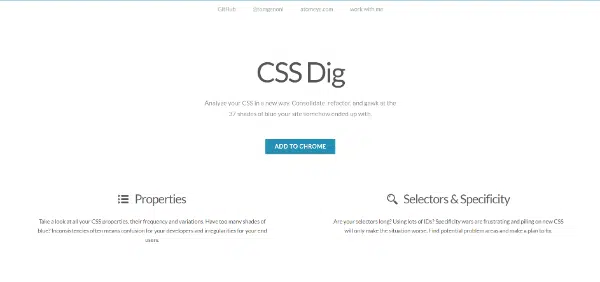 GitHub @tomgenoni atomeye.com work with me
CSS Dig
Analyze your CSS in a new way. Consolidate, refactor, and gawk at the
37 shades of blue your site somehow ended up with.
ADD TO CHROME
Properties
Take a look at all your CSS properties, their frequency and variations. Have too many shades of
blue? Inconsistencies often means confusion for your developers and irregularities for your end
users.
Selectors & Specificity
Are your selectors long? Using lots of IDs? Specificity wars are frustrating and piling on new CSS
will only make the situation worse. Find potential problem areas and make a plan to fix.